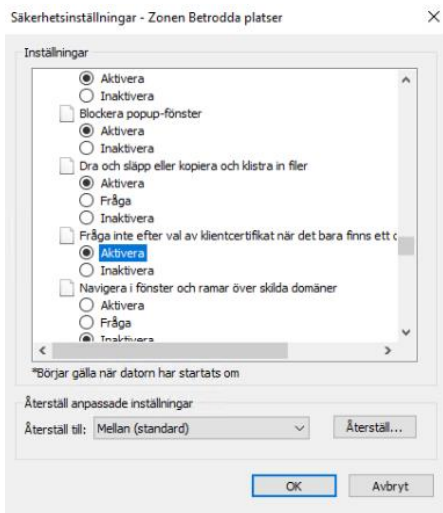 Säkerhetsinställningar - Zonen Betrodda platser
Inställningar
Aktivera
Inaktivera
Blockera popup-fönster
Aktivera
Inaktivera
Dra och släpp eller kopiera och klistra in filer
Aktivera
Fråga
Inaktivera
Fråga inte efter val av klientcertifikat när det bara finns ett
Aktivera
Inaktivera
Navigera i fönster och ramar över skilda domäner
Aktivera
Fråga
Inaktivera
*Börjar gälla när datorn har startats om
Återställ anpassade inställningar
Återställ till: Mellan (standard) Återställ...
OK Avbryt